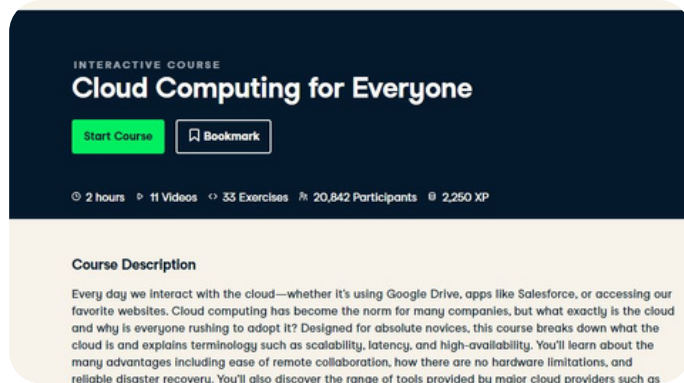 INTERACTIVE COURSE
Cloud Computing for Everyone
Start Course Bookmark
2 hours 11 Videos 33 Exercises 20,842 Participants 2,250 XP
Course Description
Every day we interact with the cloud—whether it's using Google Drive, apps like Salesforce, or accessing our
favorite websites. Cloud computing has become the norm for many companies, but what exactly is the cloud
and why is everyone rushing to adopt it? Designed for absolute novices, this course breaks down what the
cloud is and explains terminology such as scalability, latency, and high-availability. You'll learn about the
many advantages including ease of remote collaboration, how there are no hardware limitations, and
reliable disaster recovery. You'll also discover the range of tools provided by major cloud providers such as